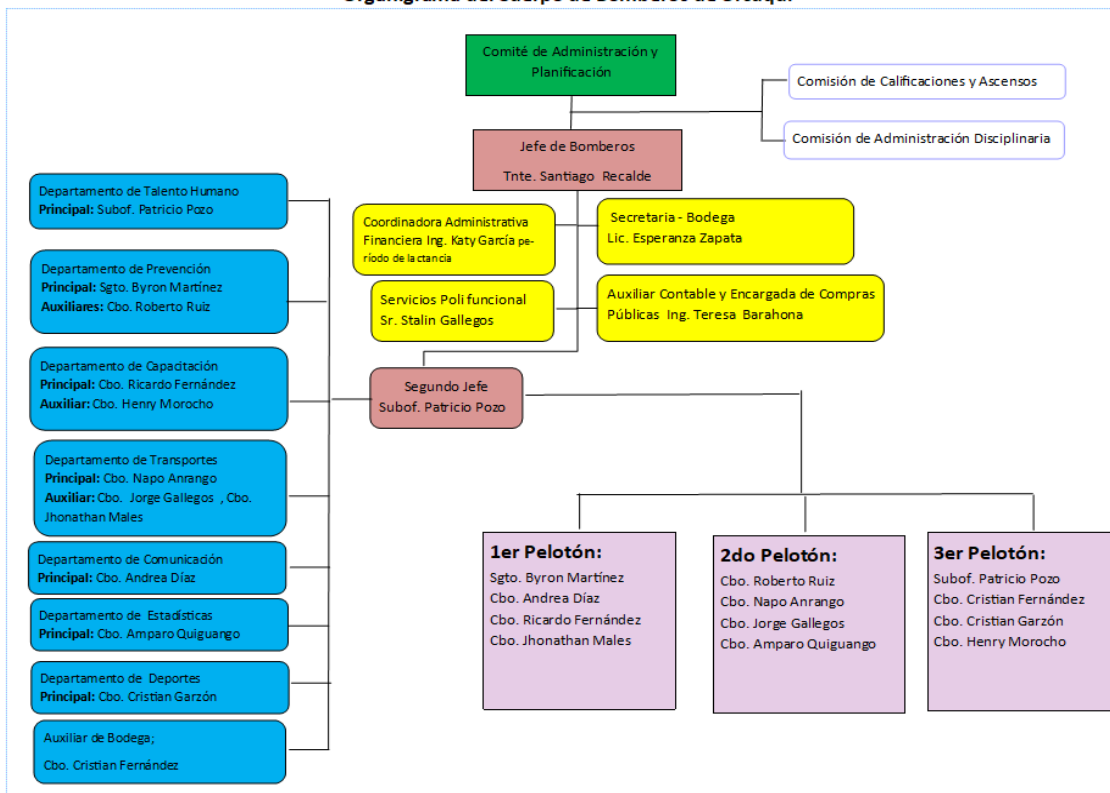 Organigrama del Cuerpo de Bomberos de Urcuquí
Comité de Administración y
Planificación
Comisión de Calificaciones y Ascensos
Comisión de Administración Disciplinaria
Jefe de Bomberos
Tnte. Santiago Recalde
Coordinadora Administrativa
Financiera Ing. Katy García pe-
ríodo de lactancia
Secretaria - Bodega
Lic. Esperanza Zapata
Servicios Poli funcional
Sr. Stalin Gallegos
Auxiliar Contable y Encargada de Compras
Públicas Ing. Teresa Barahona
Segundo Jefe
Subof. Patricio Pozo
Departamento de Talento Humano
Principal: Subof. Patricio Pozo
Departamento de Prevención
Principal: Sgto. Byron Martínez
Auxiliares: Cbo. Roberto Ruiz
Departamento de Capacitación
Principal: Cbo. Ricardo Fernández
Auxiliar: Cbo. Henry Morocho
Departamento de Transportes
Principal: Cbo. Napo Anrango
Auxiliar: Cbo. Jorge Gallegos , Cbo.
Jhonathan Males
Departamento de Comunicación
Principal: Cbo. Andrea Díaz
Departamento de Estadísticas
Principal: Cbo. Amparo Quiguango
Departamento de Deportes
Principal: Cbo. Cristian Garzón
Auxiliar de Bodega;
Cbo. Cristian Fernández
1er Pelotón:
Sgto. Byron Martínez
Cbo. Andrea Díaz
Cbo. Ricardo Fernández
Cbo. Jhonathan Males
2do Pelotón:
Cbo. Roberto Ruiz
Cbo. Napo Anrango
Cbo. Jorge Gallegos
Cbo. Amparo Quiguango
3er Pelotón:
Subof. Patricio Pozo
Cbo. Cristian Fernández
Cbo. Cristian Garzón
Cbo. Henry Morocho